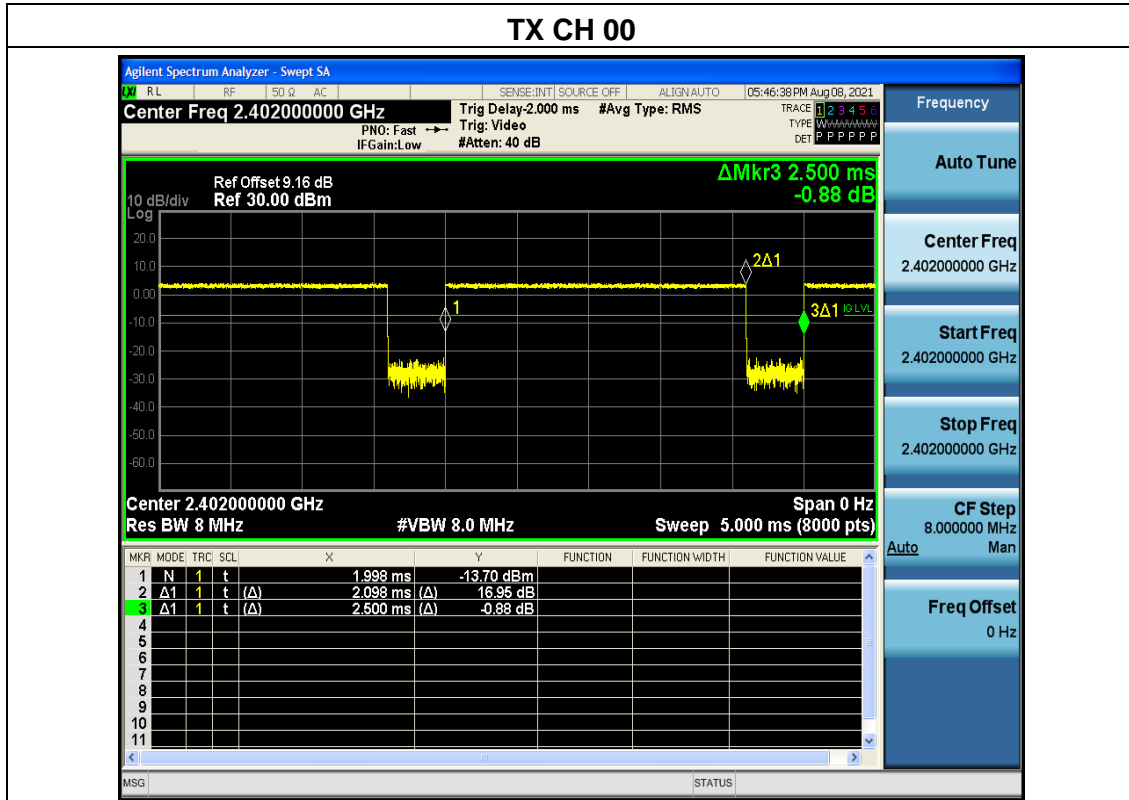 TX CH 00
Agilent Spectrum Analyzer - Swept SA
LXI RL RF 50 Ω AC SENSE:INT SOURCE OFF ALIGN AUTO 05:46:38 PM Aug 08, 2021
Center Freq 2.402000000 GHz
PNO: Fast
IFGain:Low
Trig Delay-2.000 ms
Trig: Video
#Atten: 40 dB
#Avg Type: RMS
TRACE 1 2 3 4 5 6
TYPE W
DET P P P P P P
ΔMkr3 2.500 ms
-0.88 dB
10 dB/div
Log
Ref Offset 9.16 dB
Ref 30.00 dBm
20.0
10.0
0.00
-10.0
-20.0
-30.0
-40.0
-50.0
-60.0
1
2Δ1
3Δ1
Center 2.402000000 GHz
Span 0 Hz
Res BW 8 MHz
#VBW 8.0 MHz
Sweep 5.000 ms (8000 pts)
MKR MODE TRC SCL X Y FUNCTION FUNCTION WIDTH FUNCTION VALUE
1 N 1 t 1.998 ms -13.70 dBm
2 Δ1 1 t (Δ) 2.098 ms (Δ) 16.95 dB
3 Δ1 1 t (Δ) 2.500 ms (Δ) -0.88 dB
4
5
6
7
8
9
10
11
MSG
STATUS
Frequency
Auto Tune
Center Freq
2.402000000 GHz
Start Freq
2.402000000 GHz
Stop Freq
2.402000000 GHz
CF Step
8.000000 MHz
Auto Man
Freq Offset
0 Hz